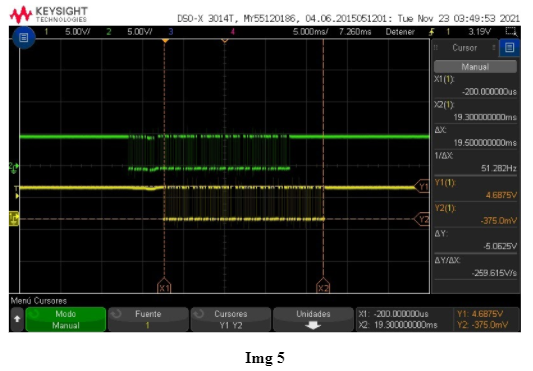 KEYSIGHT
TECHNOLOGIES
DSO-X 3014T, MY55120186, 04.06.2015051201: Tue Nov 23 03:49:53 2021
1 5.00V/ 2 5.00V/ 3 4 5.000ms/ 7.260ms Detener 1 3.19V
Cursor
Manual
X1(1):
-200.000000us
X2(1):
19.300000000ms
ΔX:
19.500000000ms
1/ΔX:
51.282Hz
Y1(1):
4.6875V
Y2(1):
-375.0mV
ΔY:
-5.0625V
ΔY/ΔX:
-259.615V/s
2
T
Y1
Y2
X1 X2
Menú Cursores
Modo
Manual
Fuente
1
Cursores
Y1 Y2
Unidades
X1: -200.000000us
X2: 19.300000000ms
Y1: 4.6875V
Y2: -375.0mV
Img 5